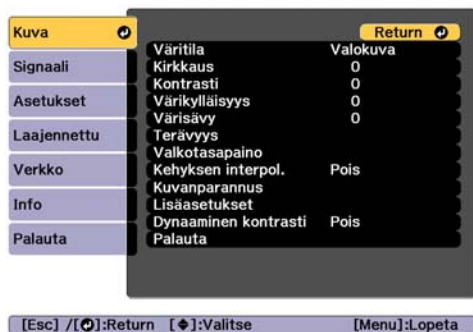 Kuva
Signaali
Asetukset
Laajennettu
Verkko
Info
Palauta
Return
Väritila Valokuva
Kirkkaus 0
Kontrasti 0
Värikylläisyys 0
Värisävy 0
Terävyys
Valkotasapaino
Kehyksen interpol. Pois
Kuvanparannus
Lisäasetukset
Dynaaminen kontrasti Pois
Palauta
[Esc] /[ ]:Return [ ]:Valitse [Menu]:Lopeta